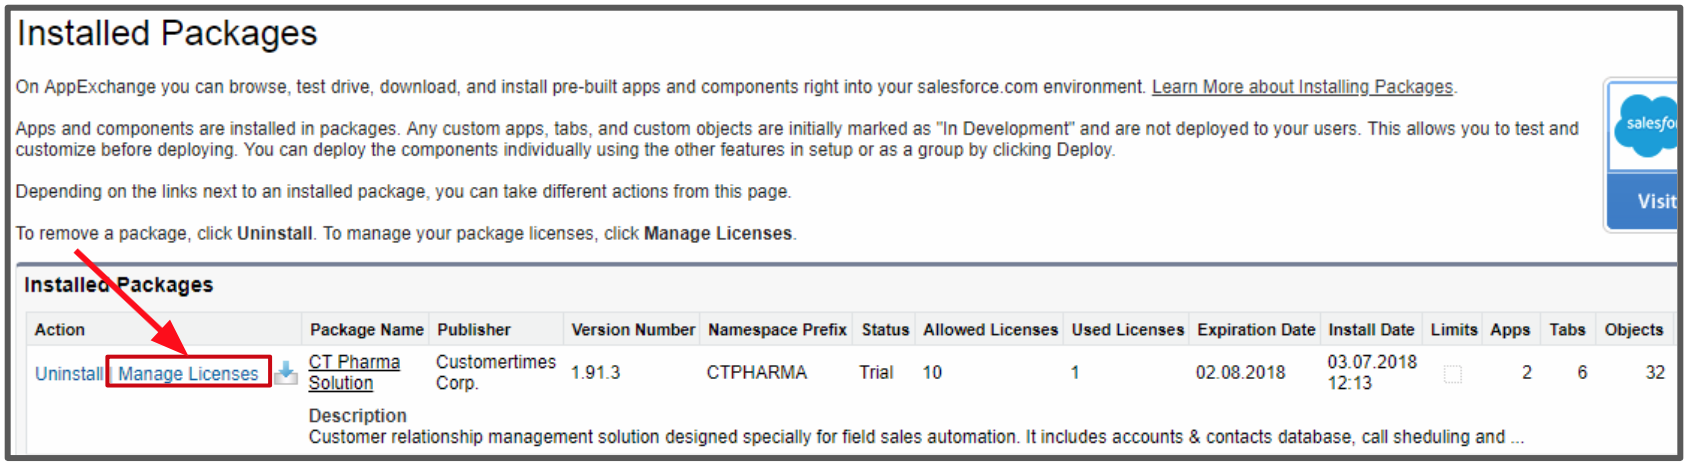 Installed Packages
On AppExchange you can browse, test drive, download, and install pre-built apps and components right into your salesforce.com environment. Learn More about Installing Packages.
Apps and components are installed in packages. Any custom apps, tabs, and custom objects are initially marked as "In Development" and are not deployed to your users. This allows you to test and
customize before deploying. You can deploy the components individually using the other features in setup or as a group by clicking Deploy.
salesfo
Depending on the links next to an installed package, you can take different actions from this page.
Visit
To remove a package, click Uninstall. To manage your package licenses, click Manage Licenses.
Installed Packages
Action Package Name Publisher Version Number Namespace Prefix Status Allowed Licenses Used Licenses Expiration Date Install Date Limits Apps Tabs Objects
Uninstall | Manage Licenses CT Pharma Solution Customertimes Corp. 1.91.3 CTPHARMA Trial 10 1 02.08.2018 03.07.2018 12:13 2 6 32
Description
Customer relationship management solution designed specially for field sales automation. It includes accounts & contacts database, call sheduling and ...